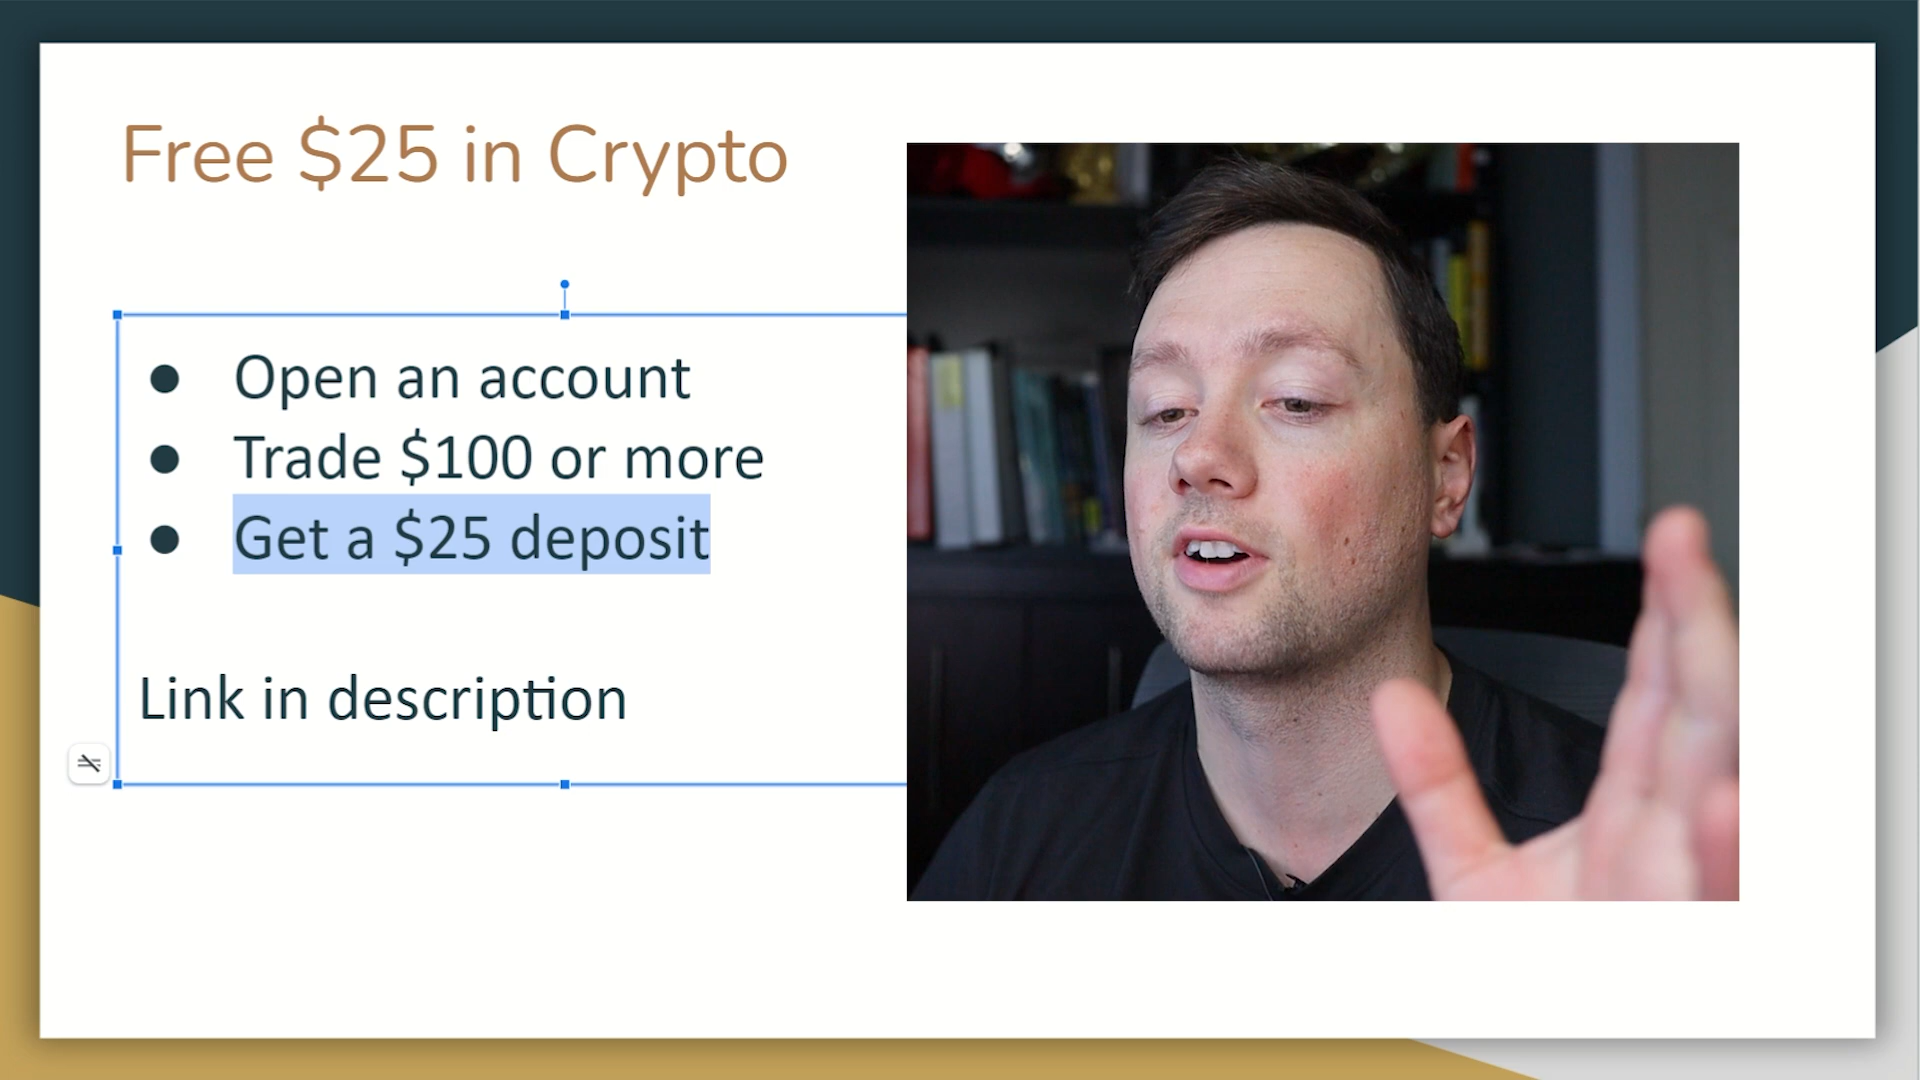 Free $25 in Crypto
● Open an account
● Trade $100 or more
● Get a $25 deposit
Link in description